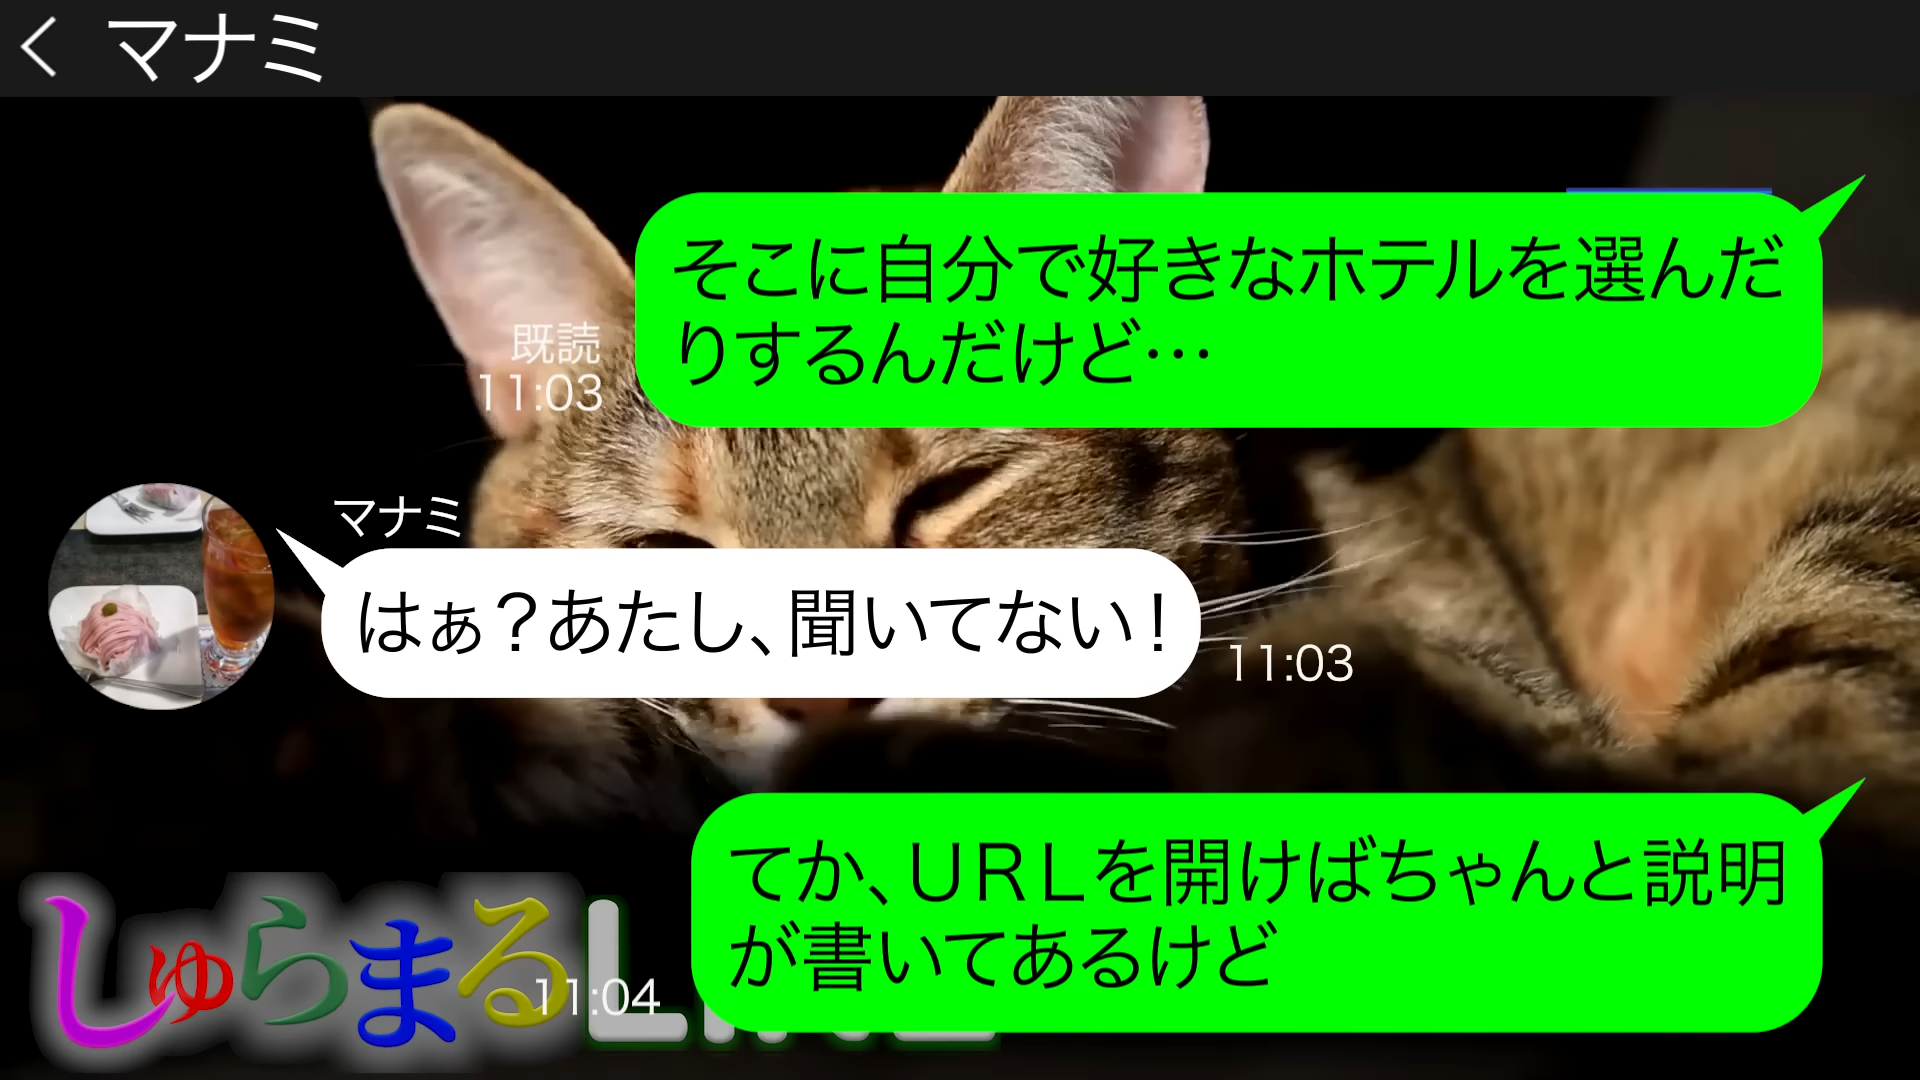 マナミ
そこに自分で好きなホテルを選んだ
りするんだけど…
既読
11:03
マナミ
はぁ？あたし、聞いてない！
11:03
てか、ＵＲＬを開けばちゃんと説明
が書いてあるけど
11:04
しゅらまるLINE